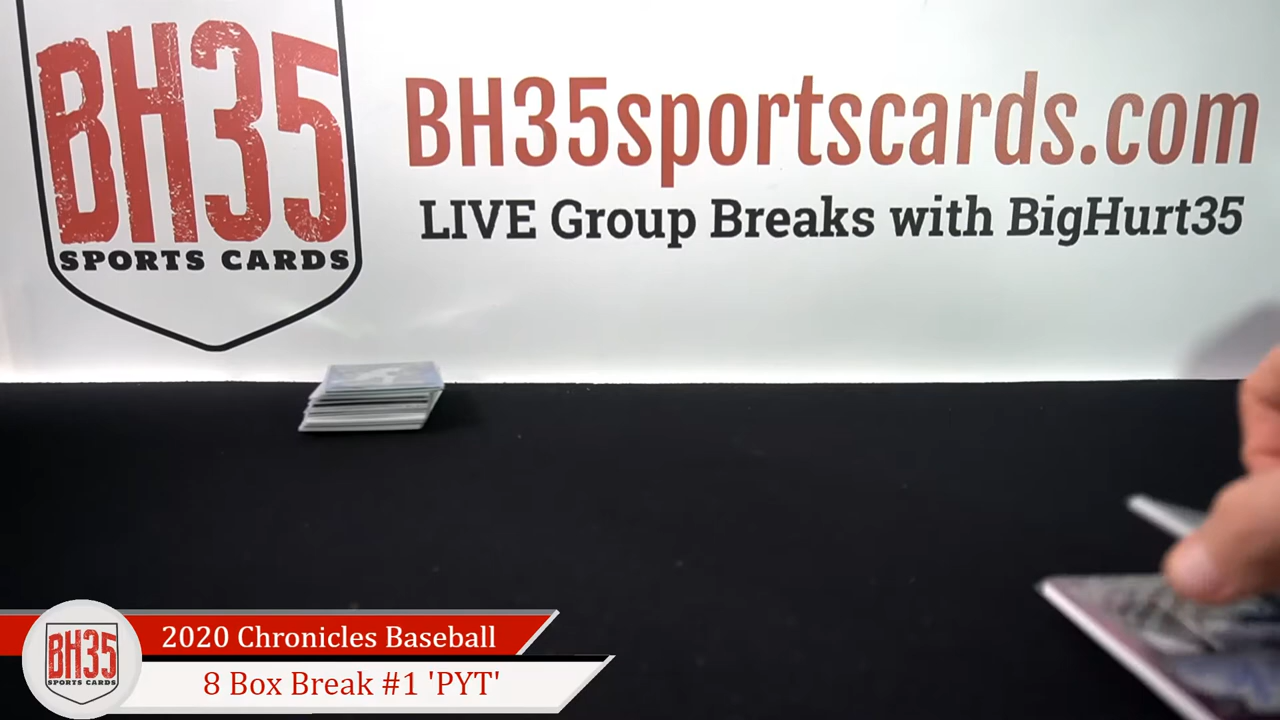 BH35
SPORTS CARDS
BH35sportscards.com
LIVE Group Breaks with BigHurt35
BH35
SPORTS CARDS
2020 Chronicles Baseball
8 Box Break #1 'PYT'